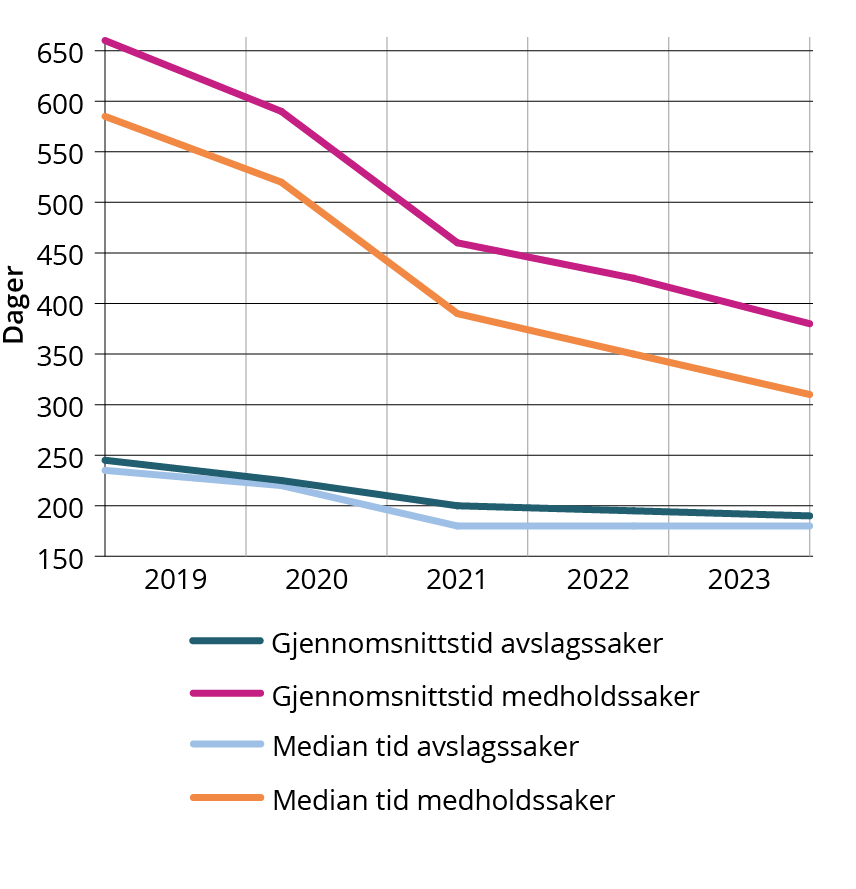 Dager
650
600
550
500
450
400
350
300
250
200
150
2019 2020 2021 2022 2023
Gjennomsnittstid avslagssaker
Gjennomsnittstid medholdssaker
Median tid avslagssaker
Median tid medholdssaker